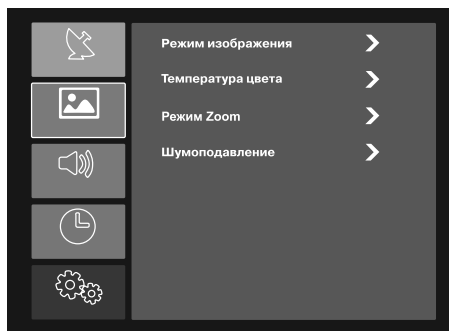 Режим изображения
Температура цвета
Режим Zoom
Шумоподавление